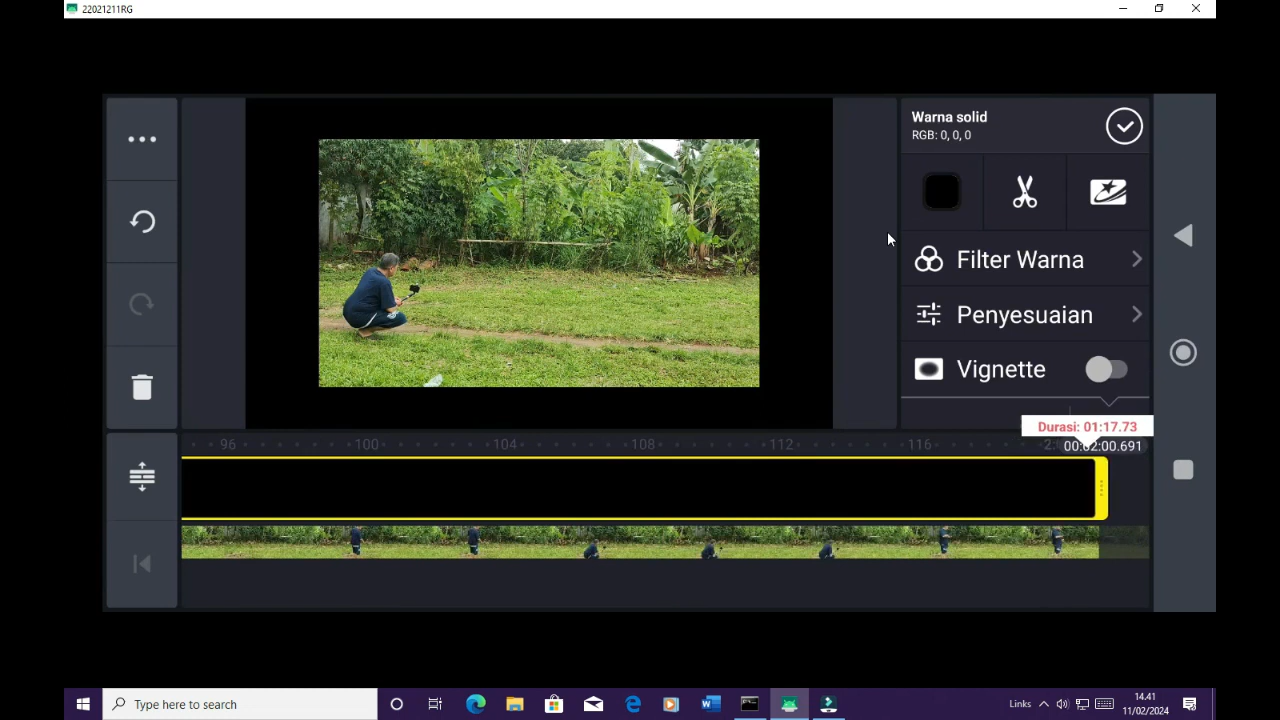 22021211RG
Warna solid
RGB: 0, 0, 0
Filter Warna
Penyesuaian
Vignette
Durasi: 01:17.73
96 100 104 108 112 116
00:02:00.691
Type here to search
Links
14.41
11/02/2024